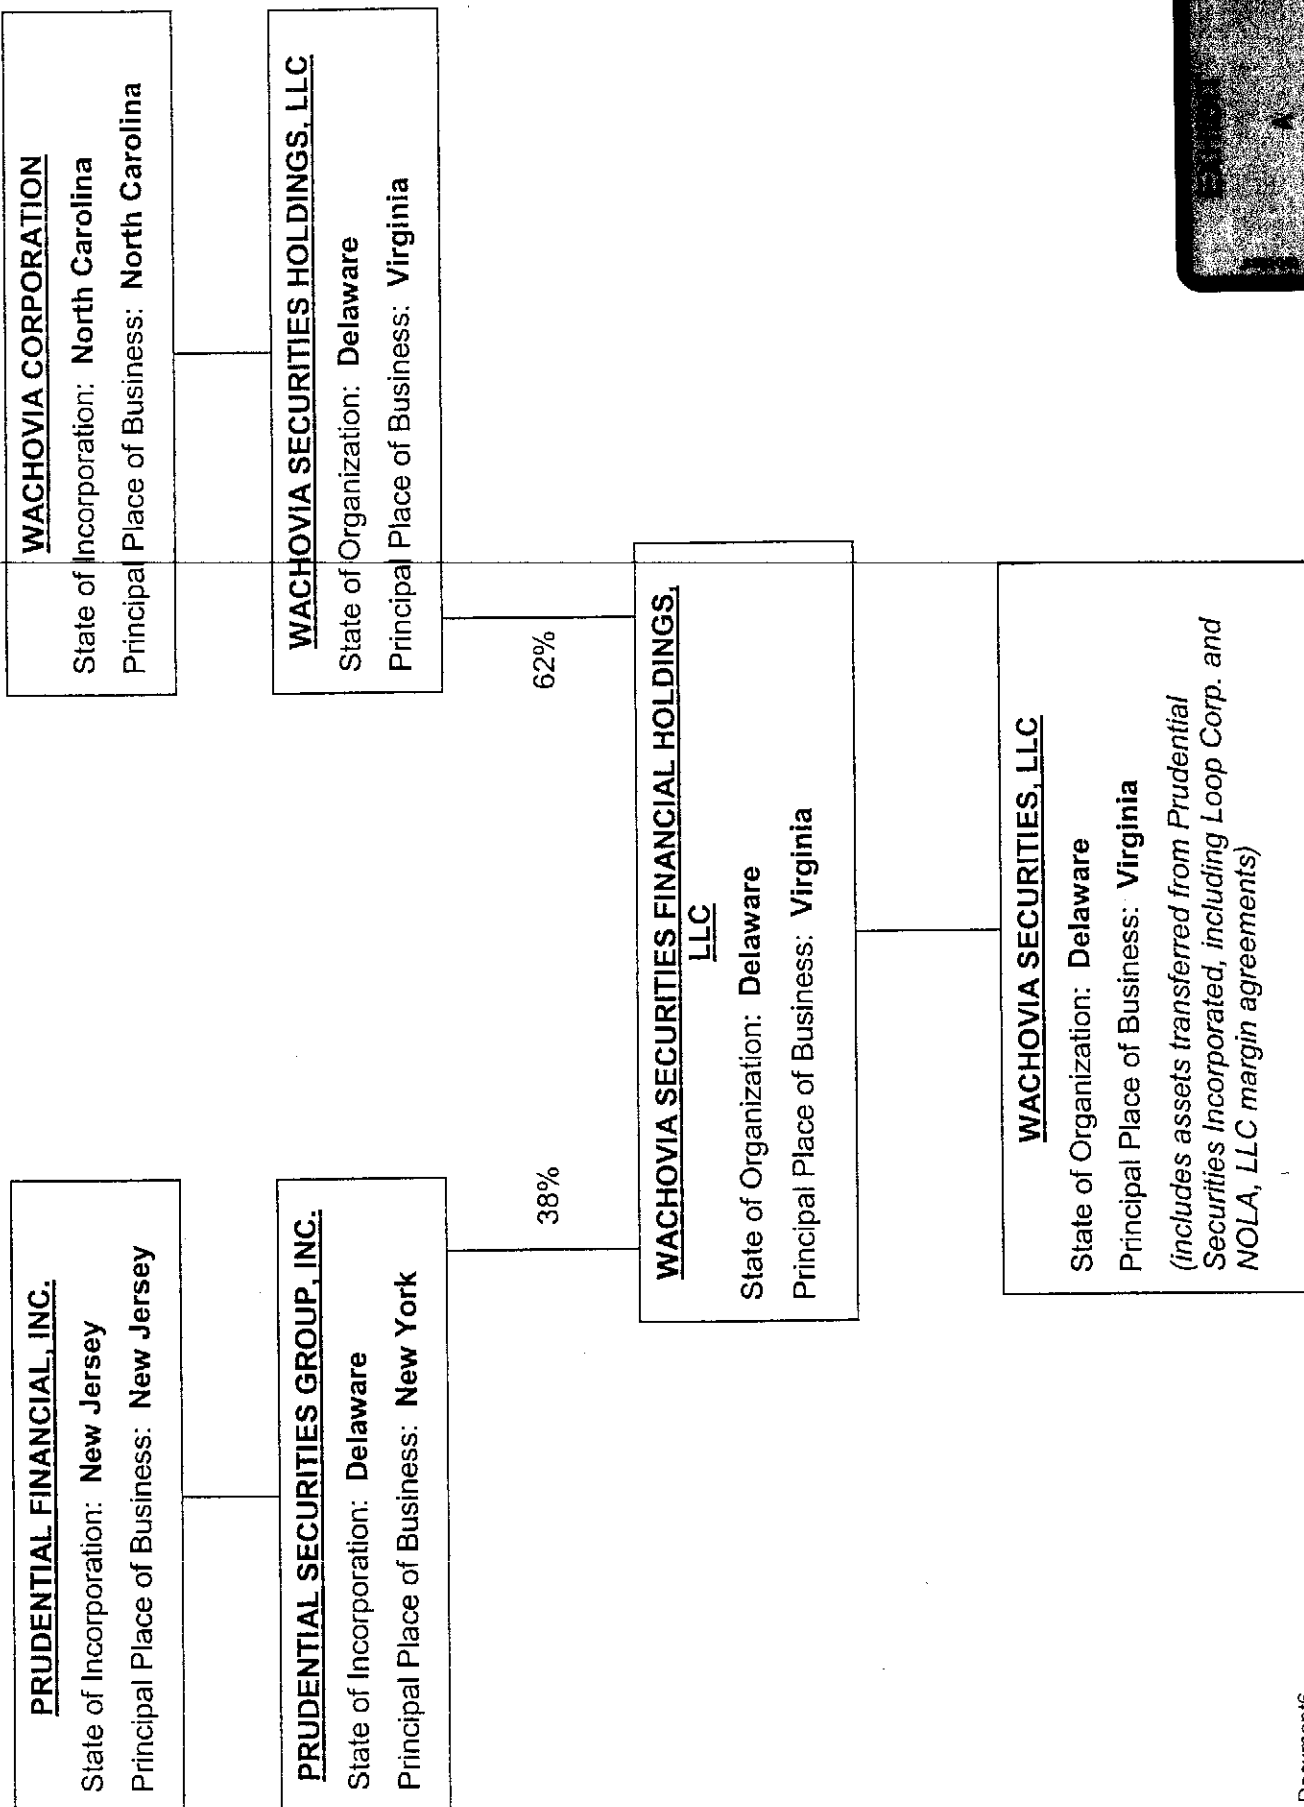 PRUDENTIAL FINANCIAL, INC.
State of Incorporation: New Jersey
Principal Place of Business: New Jersey
WACHOVIA CORPORATION
State of Incorporation: North Carolina
Principal Place of Business: North Carolina
PRUDENTIAL SECURITIES GROUP, INC.
State of Incorporation: Delaware
Principal Place of Business: New York
WACHOVIA SECURITIES HOLDINGS, LLC
State of Organization: Delaware
Principal Place of Business: Virginia
38%
62%
WACHOVIA SECURITIES FINANCIAL HOLDINGS,
LLC
State of Organization: Delaware
Principal Place of Business: Virginia
WACHOVIA SECURITIES, LLC
State of Organization: Delaware
Principal Place of Business: Virginia
(includes assets transferred from Prudential
Securities Incorporated, including Loop Corp. and
NOLA, LLC margin agreements)
EXHIBIT
A